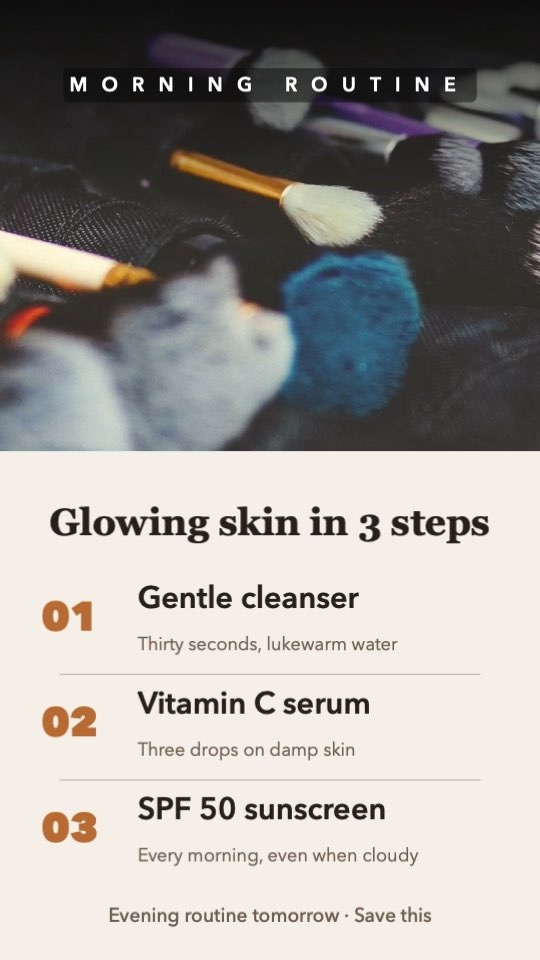 MORNING ROUTINE
Glowing skin in 3 steps
01
Gentle cleanser
Thirty seconds, lukewarm water
02
Vitamin C serum
Three drops on damp skin
03
SPF 50 sunscreen
Every morning, even when cloudy
Evening routine tomorrow · Save this